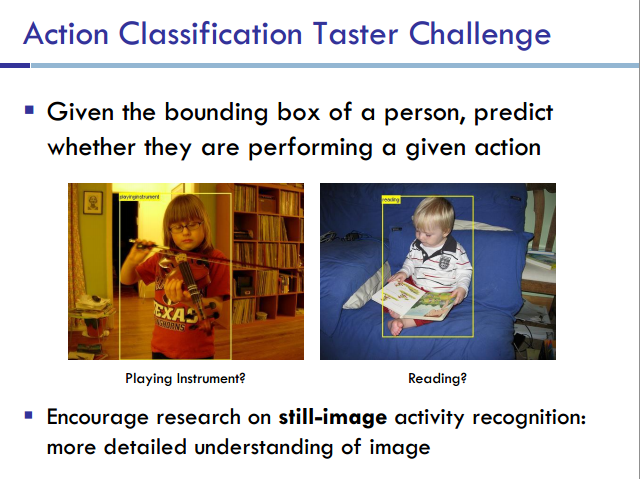 Action Classification Taster Challenge
Given the bounding box of a person, predict
whether they are performing a given action
playinginstrument
reading
TEXAS
Playing Instrument?
Reading?
Encourage research on still-image activity recognition:
more detailed understanding of image